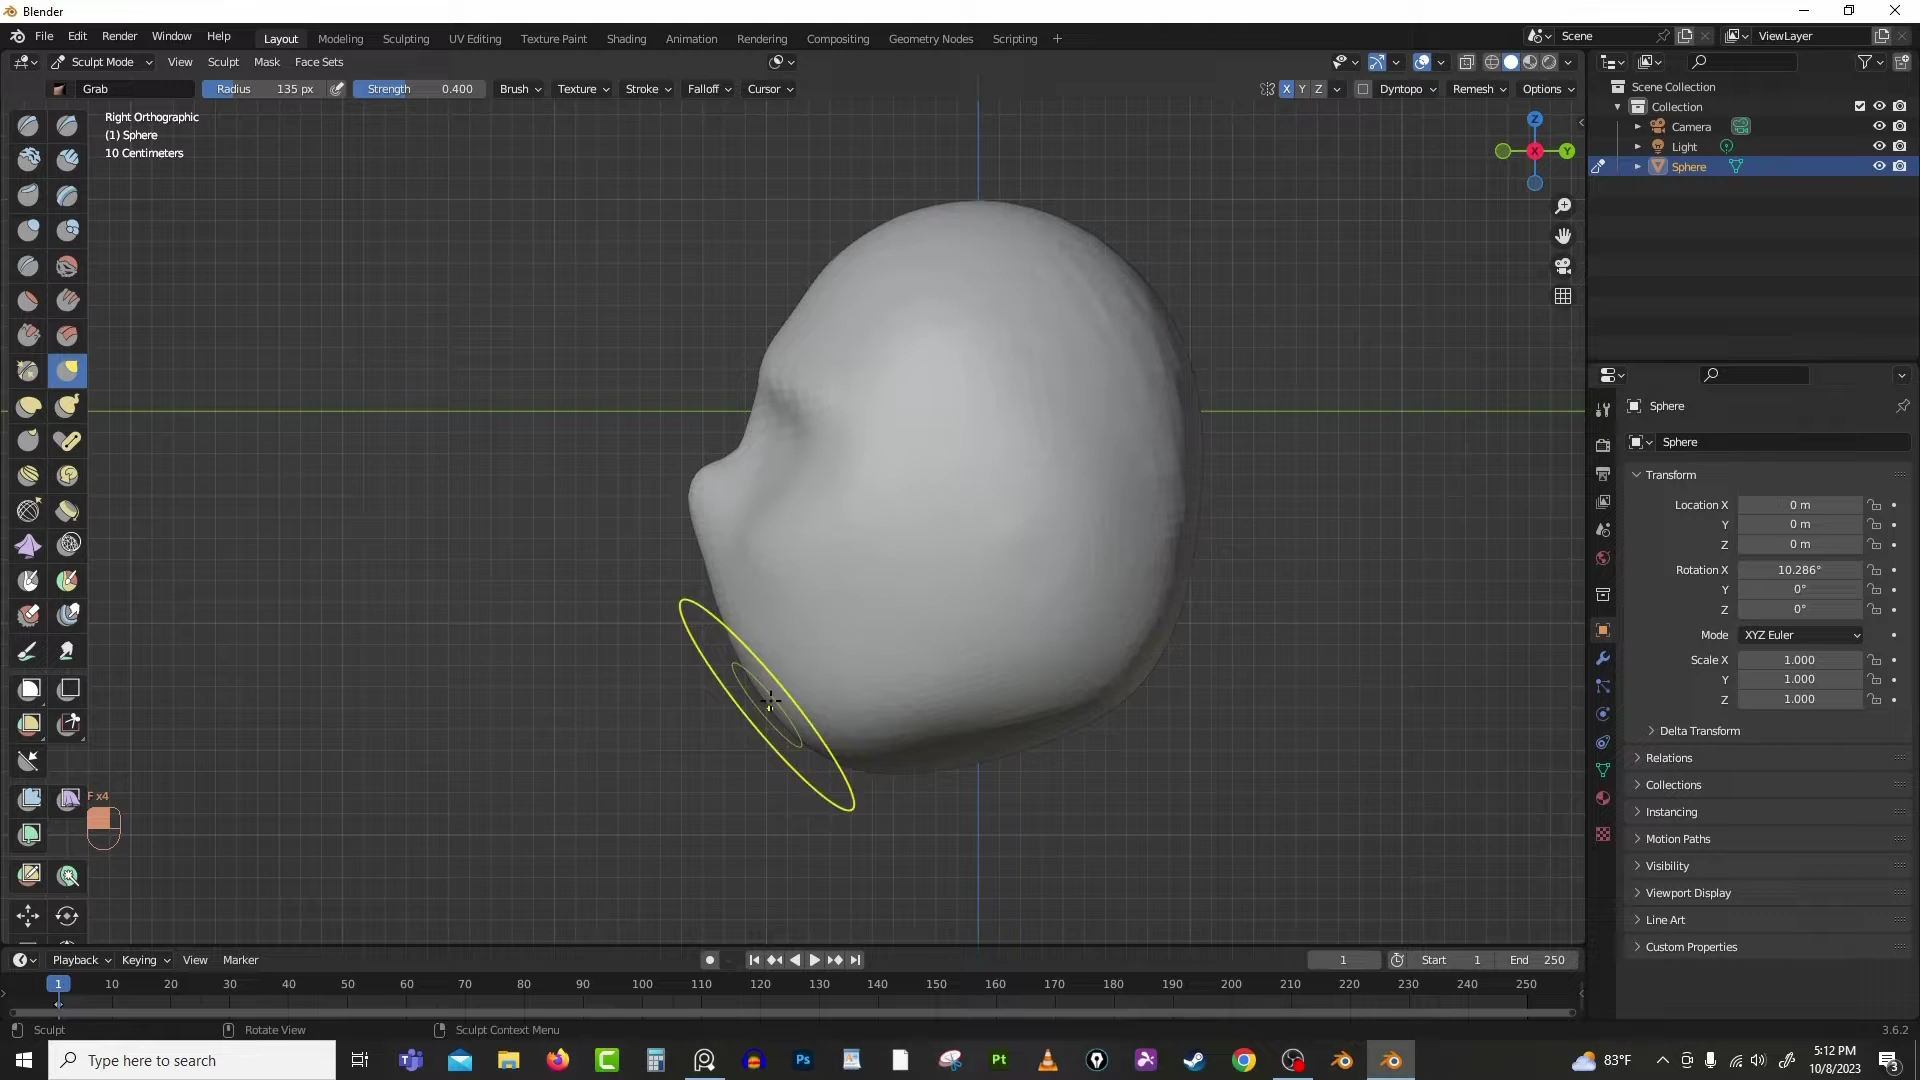 Blender
File Edit Render Window Help Layout Modeling Sculpting UV Editing Texture Paint Shading Animation Rendering Compositing Geometry Nodes Scripting + Scene ViewLayer
Sculpt Mode View Sculpt Mask Face Sets
Grab Radius 135 px Strength 0.400 Brush Texture Stroke Falloff Cursor X Y Z Dyntopo Remesh Options
Right Orthographic
(1) Sphere
10 Centimeters
Z
X
Y
Scene Collection
Collection
Camera
Light
Sphere
Sphere
Sphere
Transform
Location X 0 m
Y 0 m
Z 0 m
Rotation X 10.286°
Y 0°
Z 0°
Mode XYZ Euler
Scale X 1.000
Y 1.000
Z 1.000
Delta Transform
Relations
Collections
Instancing
Motion Paths
Visibility
Viewport Display
Line Art
Custom Properties
F x4
Playback Keying View Marker 1 Start 1 End 250
1 10 20 30 40 50 60 70 80 90 100 110 120 130 140 150 160 170 180 190 200 210 220 230 240 250
Sculpt Rotate View Sculpt Context Menu 3.6.2
Type here to search Ps Pt 83°F 5:12 PM
10/8/2023 3